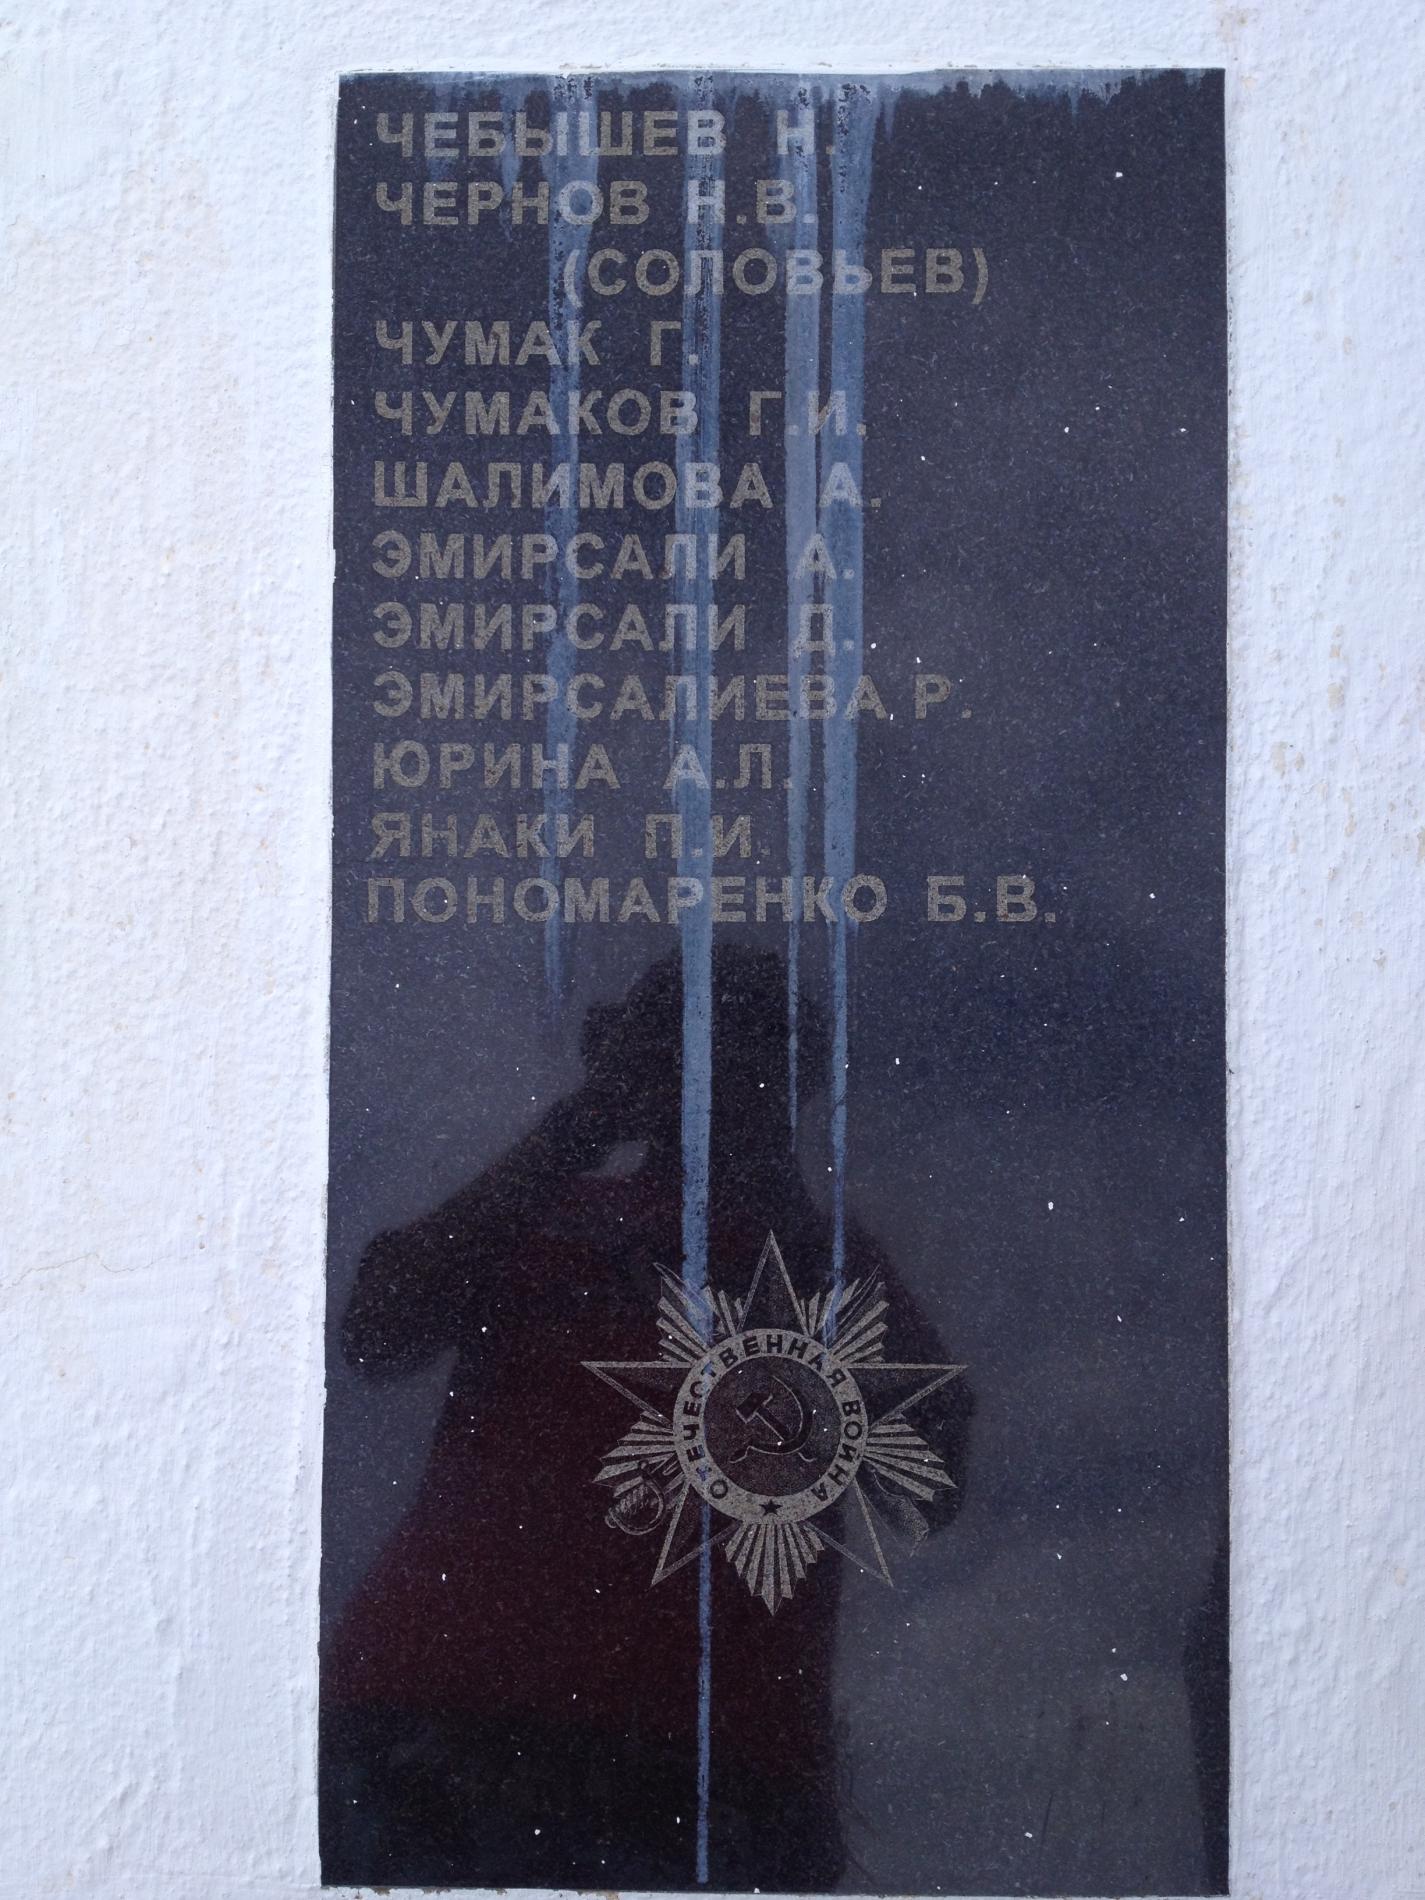 ЧЕБЫШЕВ Н.
ЧЕРНОВ Н.В.
(СОЛОВЬЕВ)
ЧУМАК Г.
ЧУМАКОВ Г.И.
ШАЛИМОВА А.
ЭМИРСАЛИ А.
ЭМИРСАЛИ Д.
ЭМИРСАЛИЕВА Р.
ЮРИНА А.Л.
ЯНАКИ П.И.
ПОНОМАРЕНКО Б.В.
ОТЕЧЕСТВЕННАЯ ВОЙНА